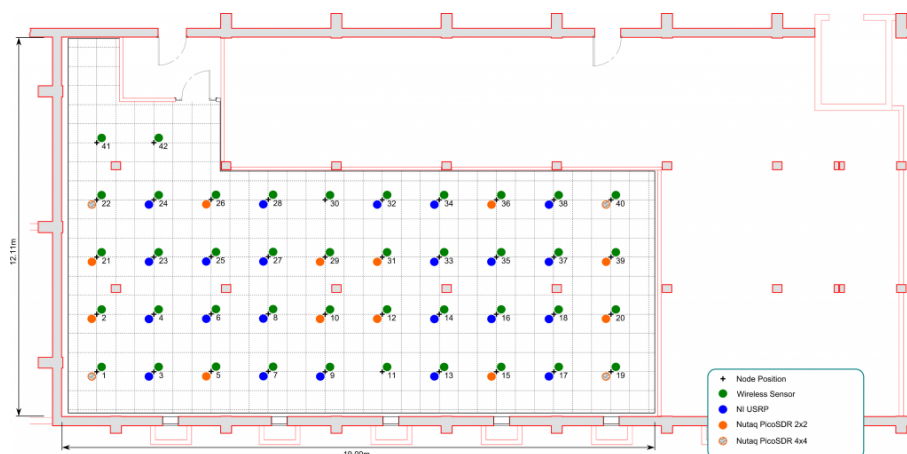 41 42
22 24 26 28 30 32 34 36 38 40
21 23 25 27 29 31 33 35 37 39
2 4 6 8 10 12 14 16 18 20
1 3 5 7 9 11 13 15 17 19
12.11m
Node Position
Wireless Sensor
NI USRP
Nutaq PicoSDR 2x2
Nutaq PicoSDR 4x4